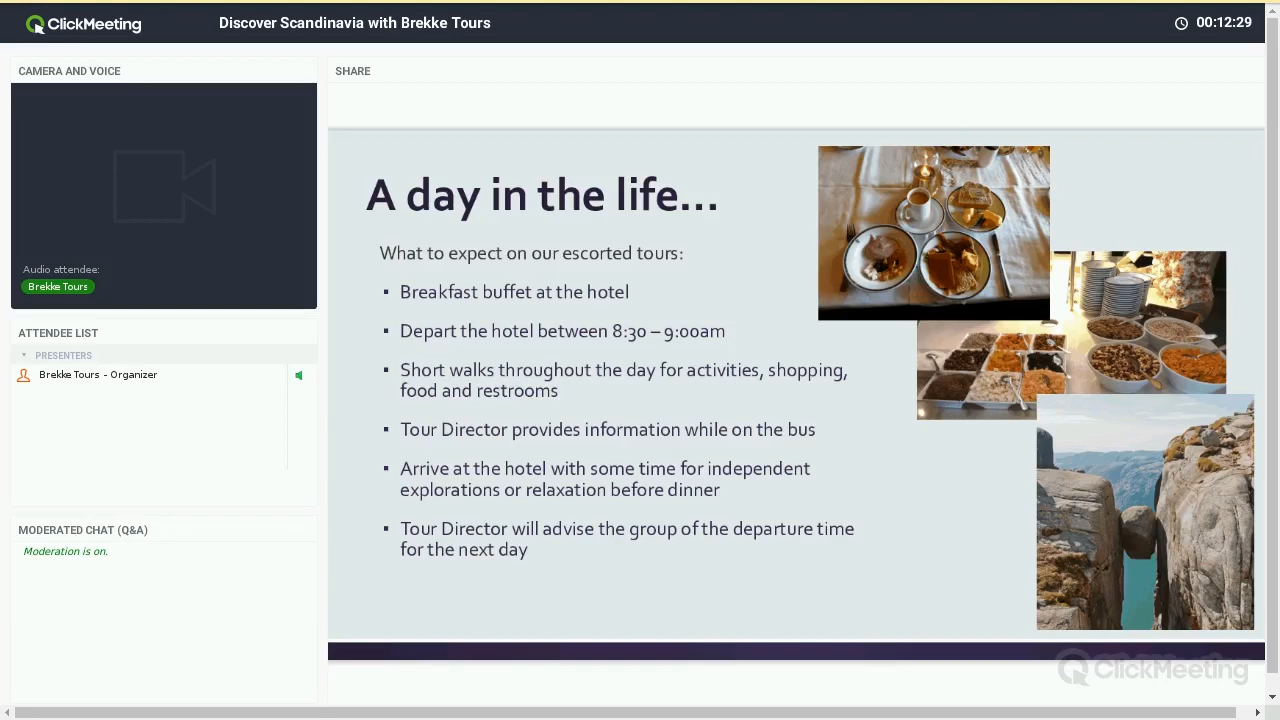 ClickMeeting
Discover Scandinavia with Brekke Tours
00:12:29
CAMERA AND VOICE
Audio attendee:
Brekke Tours
ATTENDEE LIST
PRESENTERS
Brekke Tours - Organizer
MODERATED CHAT (Q&A)
Moderation is on.
SHARE
A day in the life...
What to expect on our escorted tours:
▪ Breakfast buffet at the hotel
▪ Depart the hotel between 8:30 – 9:00am
▪ Short walks throughout the day for activities, shopping,
food and restrooms
▪ Tour Director provides information while on the bus
▪ Arrive at the hotel with some time for independent
explorations or relaxation before dinner
▪ Tour Director will advise the group of the departure time
for the next day
ClickMeeting